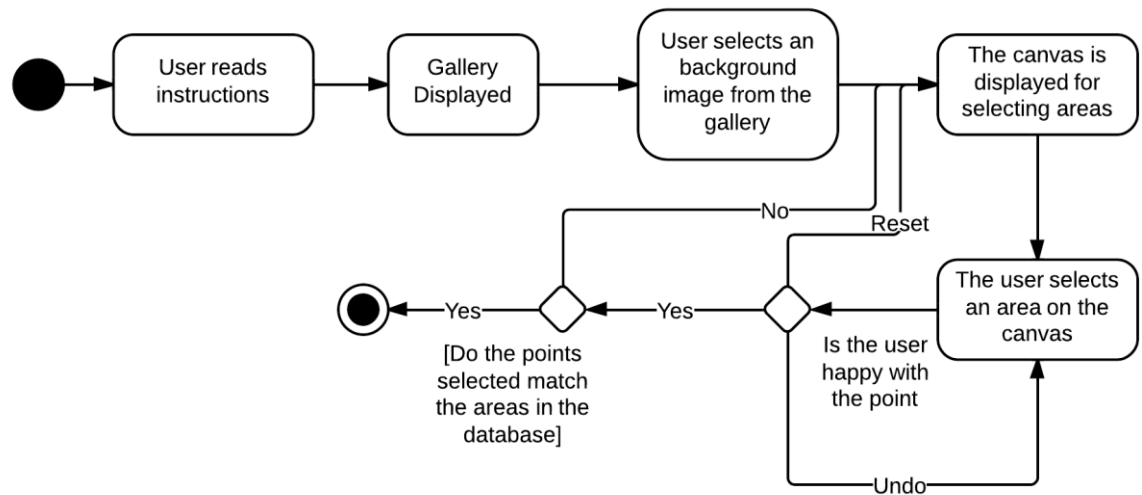 User reads
instructions
Gallery
Displayed
User selects an
background
image from the
gallery
The canvas is
displayed for
selecting areas
No
Reset
The user selects
an area on the
canvas
Is the user
happy with
the point
Yes
Yes
[Do the points
selected match
the areas in the
database]
Undo